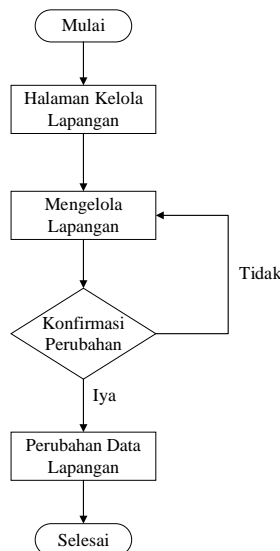 Mulai
Halaman Kelola
Lapangan
Mengelola
Lapangan
Tidak
Konfirmasi
Perubahan
Iya
Perubahan Data
Lapangan
Selesai